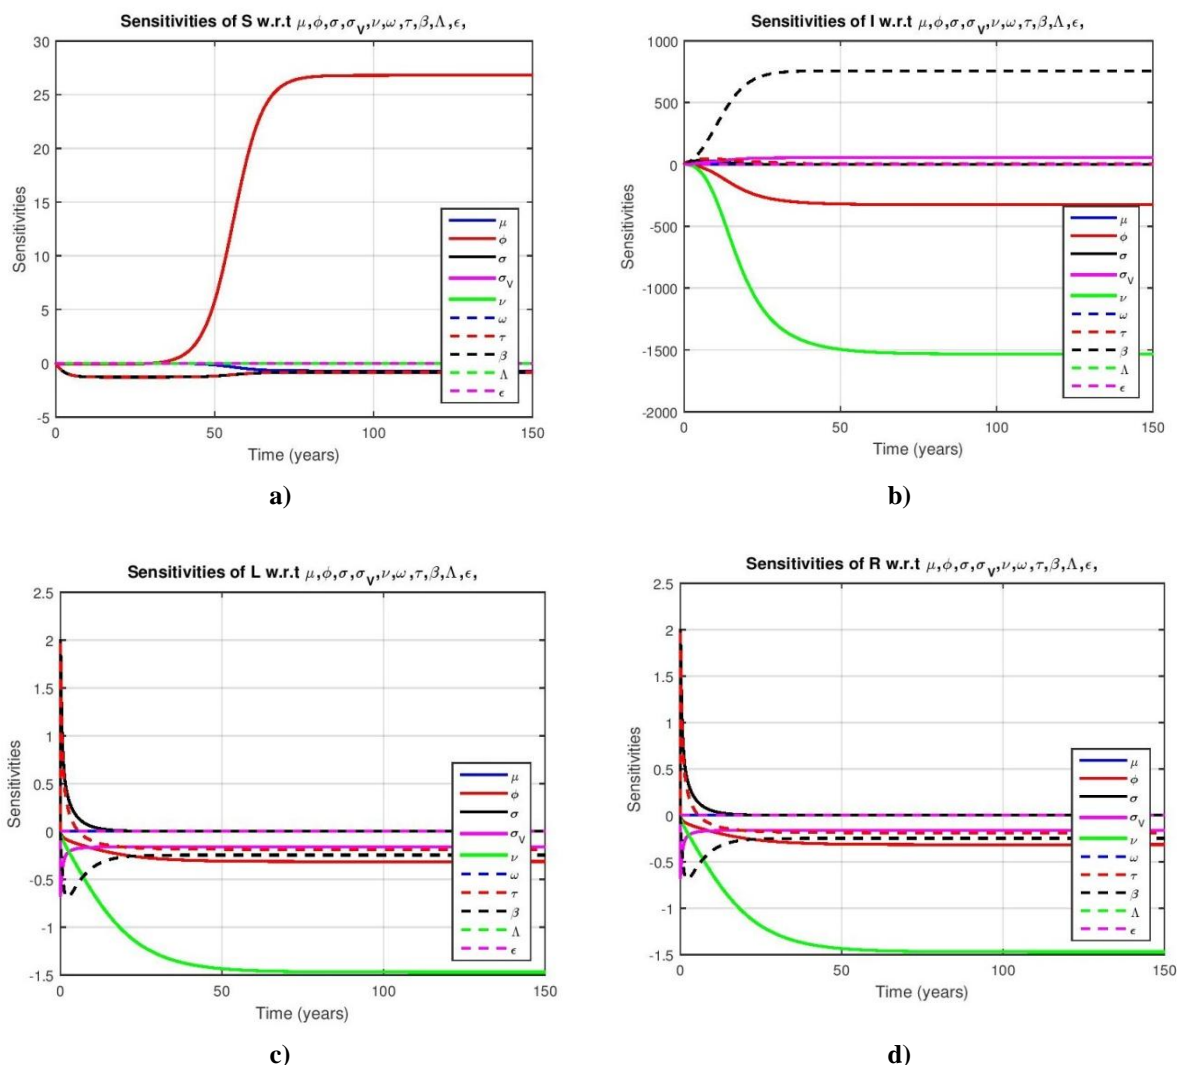 Sensitivities of S w.r.t μ,ϕ,σ,σV,ν,ω,τ,β,Λ,ϵ,
30
25
20
15
10
5
0
-5
Sensitivities
0 50 100 150
Time (years)
μ
ϕ
σ
σV
ν
ω
τ
β
Λ
ϵ
a)
Sensitivities of I w.r.t μ,ϕ,σ,σV,ν,ω,τ,β,Λ,ϵ,
1000
500
0
-500
-1000
-1500
-2000
Sensitivities
0 50 100 150
Time (years)
μ
ϕ
σ
σV
ν
ω
τ
β
Λ
ϵ
b)
Sensitivities of L w.r.t μ,ϕ,σ,σV,ν,ω,τ,β,Λ,ϵ,
2.5
2
1.5
1
0.5
0
-0.5
-1
-1.5
Sensitivities
0 50 100 150
Time (years)
μ
ϕ
σ
σV
ν
ω
τ
β
Λ
ϵ
c)
Sensitivities of R w.r.t μ,ϕ,σ,σV,ν,ω,τ,β,Λ,ϵ,
2.5
2
1.5
1
0.5
0
-0.5
-1
-1.5
Sensitivities
0 50 100 150
Time (years)
μ
ϕ
σ
σV
ν
ω
τ
β
Λ
ϵ
d)